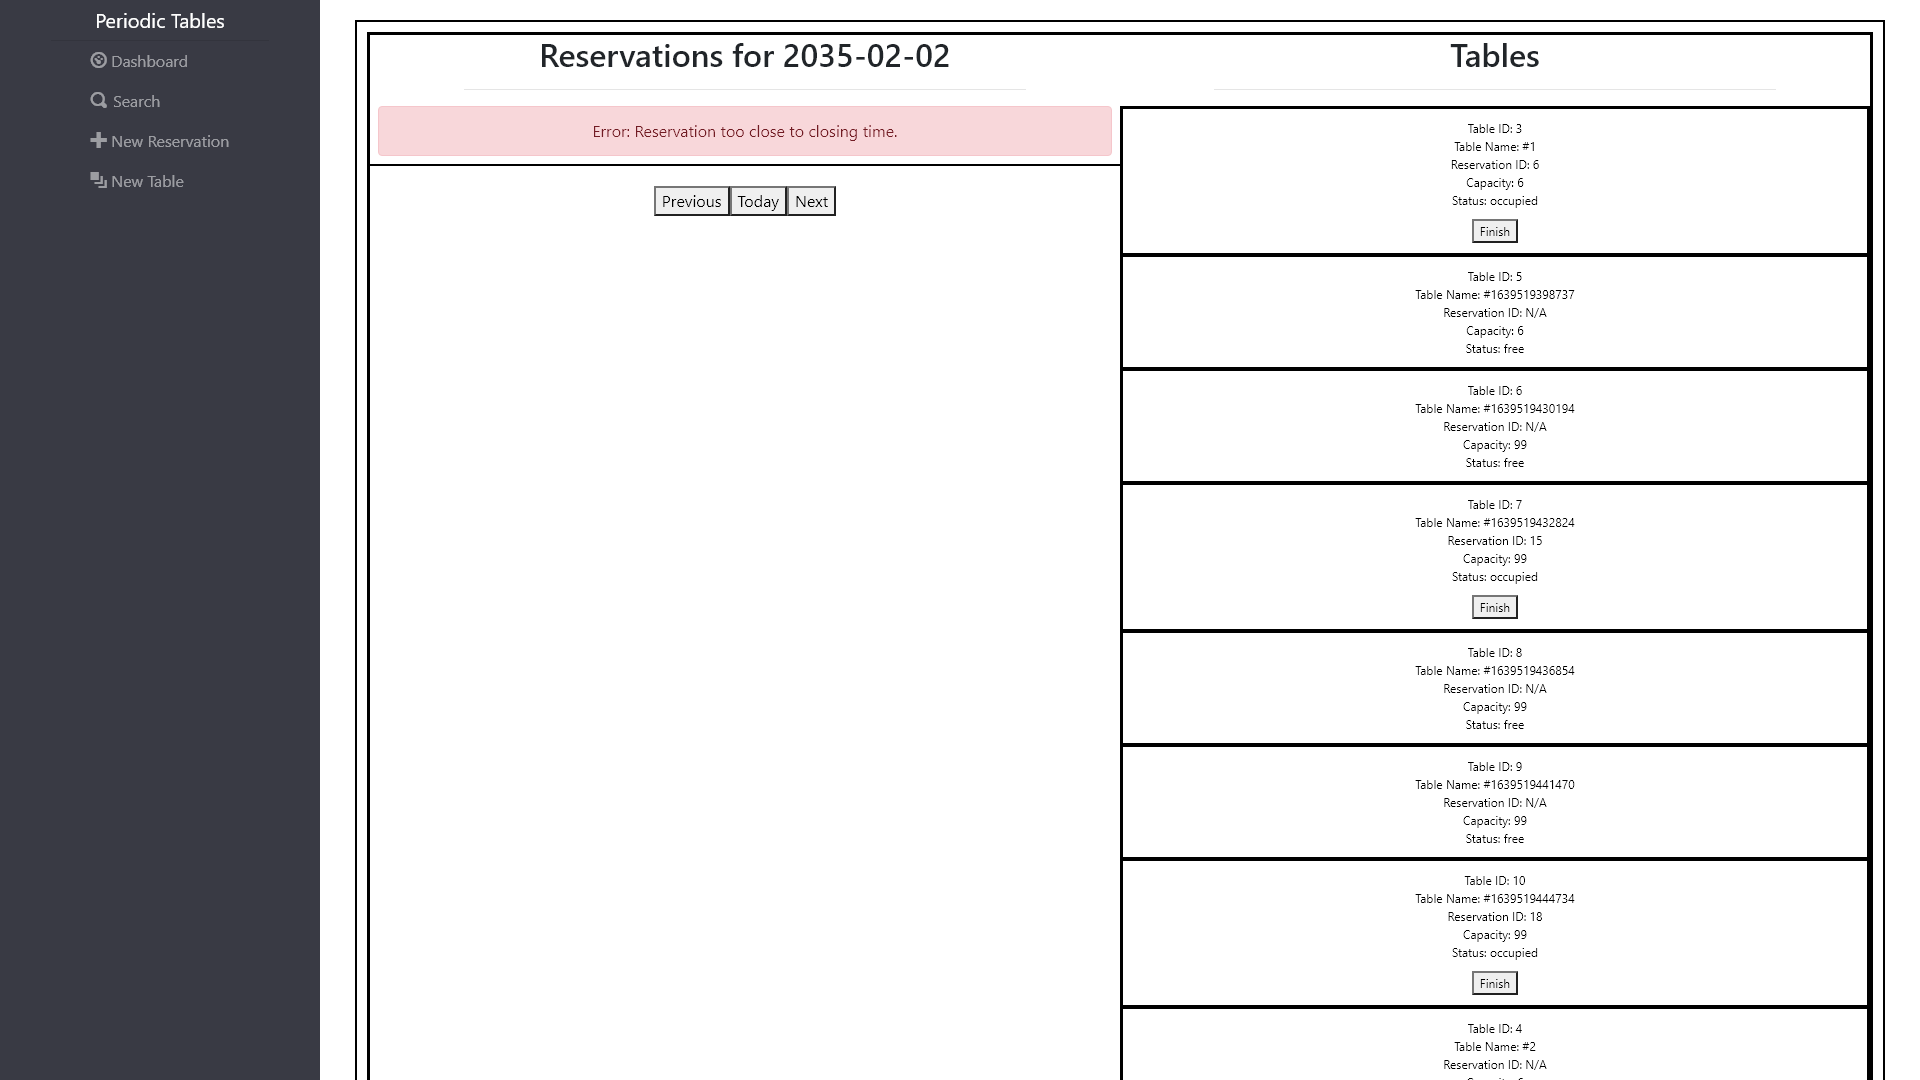 Periodic Tables
Dashboard
Search
New Reservation
New Table
Reservations for 2035-02-02
Error: Reservation too close to closing time.
Previous
Today
Next
Tables
Table ID: 3
Table Name: #1
Reservation ID: 6
Capacity: 6
Status: occupied
Finish
Table ID: 5
Table Name: #1639519398737
Reservation ID: N/A
Capacity: 6
Status: free
Table ID: 6
Table Name: #1639519430194
Reservation ID: N/A
Capacity: 99
Status: free
Table ID: 7
Table Name: #1639519432824
Reservation ID: 15
Capacity: 99
Status: occupied
Finish
Table ID: 8
Table Name: #1639519436854
Reservation ID: N/A
Capacity: 99
Status: free
Table ID: 9
Table Name: #1639519441470
Reservation ID: N/A
Capacity: 99
Status: free
Table ID: 10
Table Name: #1639519444734
Reservation ID: 18
Capacity: 99
Status: occupied
Finish
Table ID: 4
Table Name: #2
Reservation ID: N/A